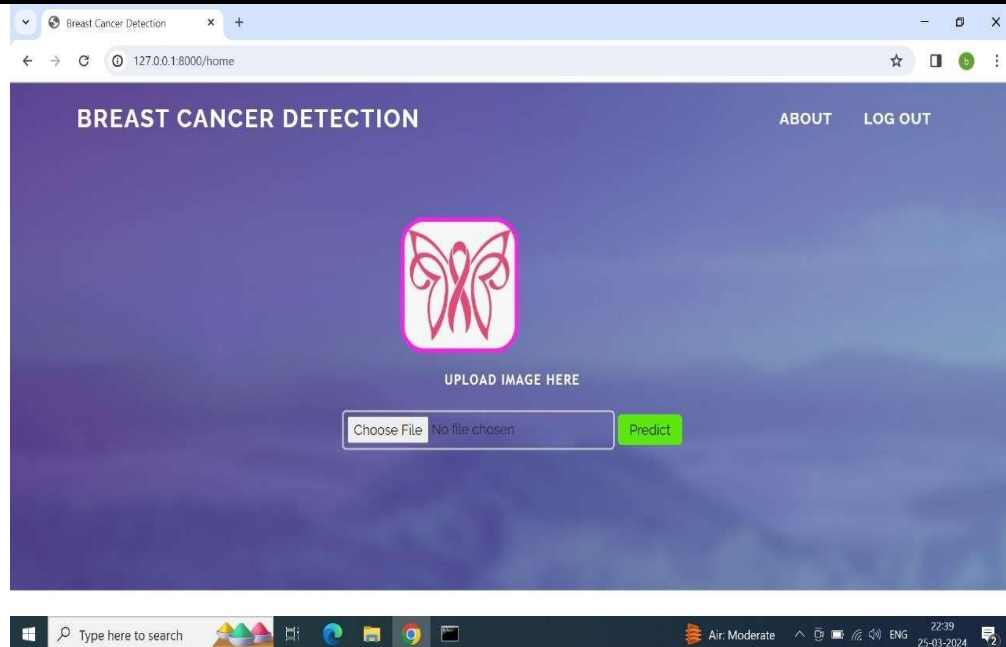 Breast Cancer Detection
127.0.0.1:8000/home
b
BREAST CANCER DETECTION
ABOUT
LOG OUT
UPLOAD IMAGE HERE
Choose File No file chosen
Predict
Type here to search
Air: Moderate
ENG
22:39
25-03-2024
2